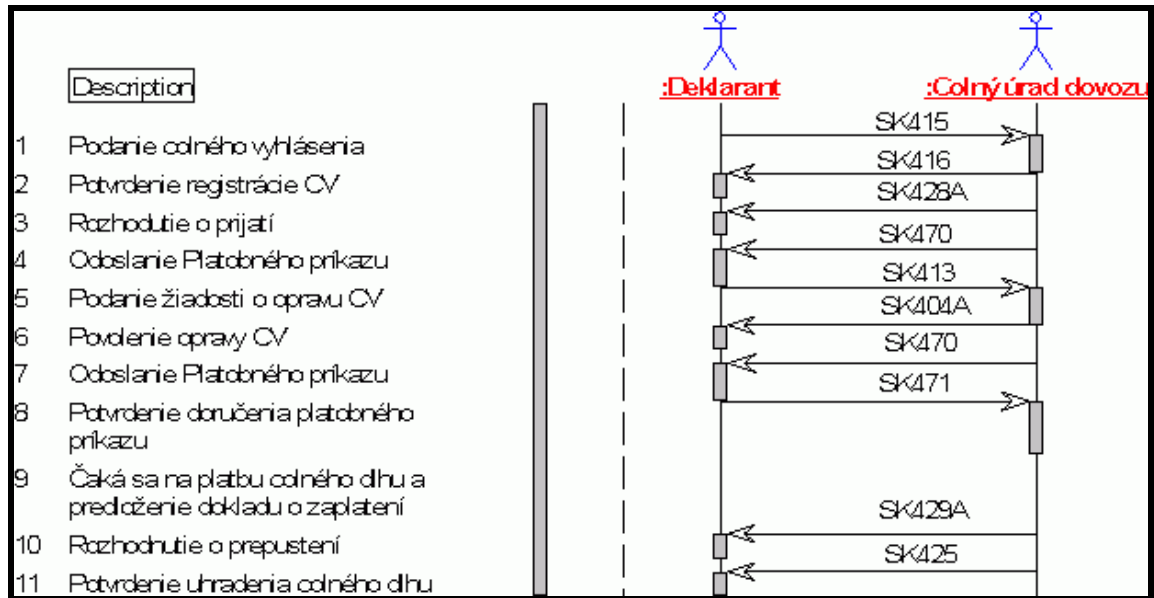 Description
:Deklarant
:Colný úrad dovozu
SK415
1 Podanie colného vyhlásenia
SK416
2 Potvrdenie registrácie CV
SK428A
3 Rozhodutie o prijatí
SK470
4 Odoslanie Platobného príkazu
SK413
5 Podanie žiadosti o opravu CV
SK404A
6 Povolenie opravy CV
SK470
7 Odoslanie Platobného príkazu
SK471
8 Potvrdenie doručenia platobného
príkazu
9 Čaká sa na platbu colného dlhu a
predloženie dokladu o zaplatení
SK429A
10 Rozhodnutie o prepustení
SK425
11 Potvrdenie uhradenia colného dlhu